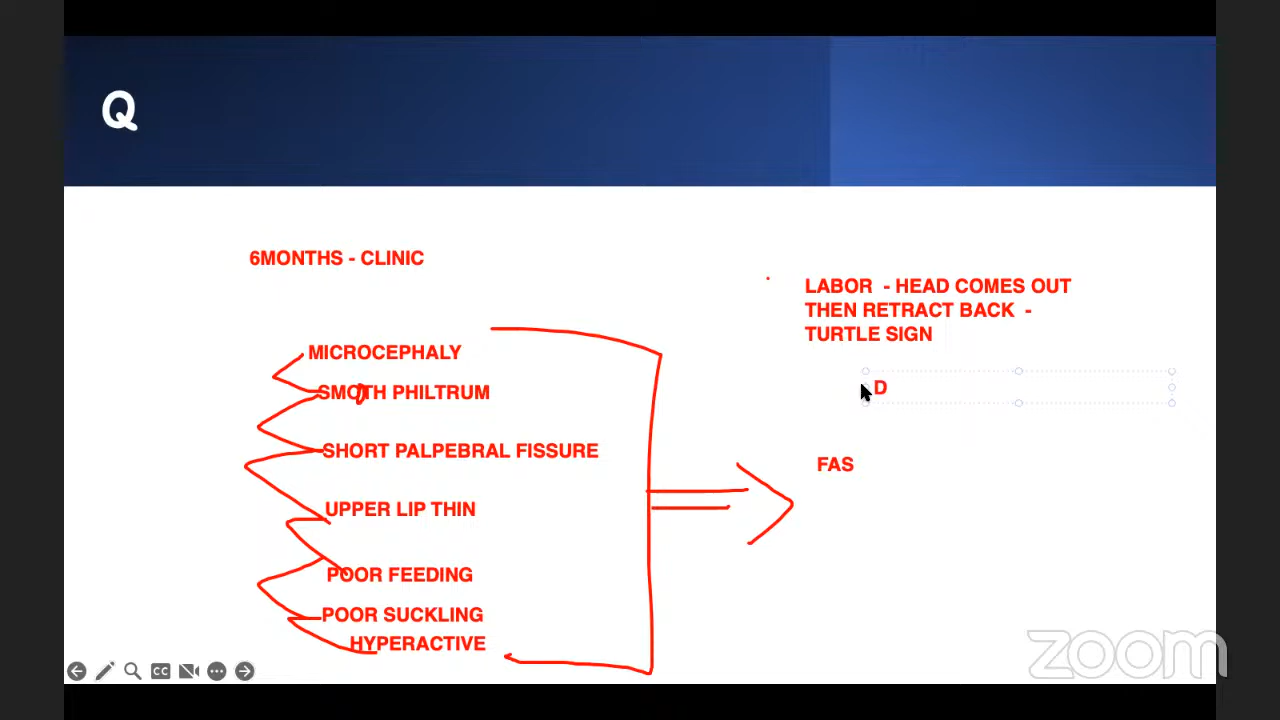 Q
6MONTHS - CLINIC
MICROCEPHALY
SMOTH PHILTRUM
SHORT PALPEBRAL FISSURE
UPPER LIP THIN
POOR FEEDING
POOR SUCKLING
HYPERACTIVE
LABOR - HEAD COMES OUT
THEN RETRACT BACK -
TURTLE SIGN
D
FAS
CC
zoom